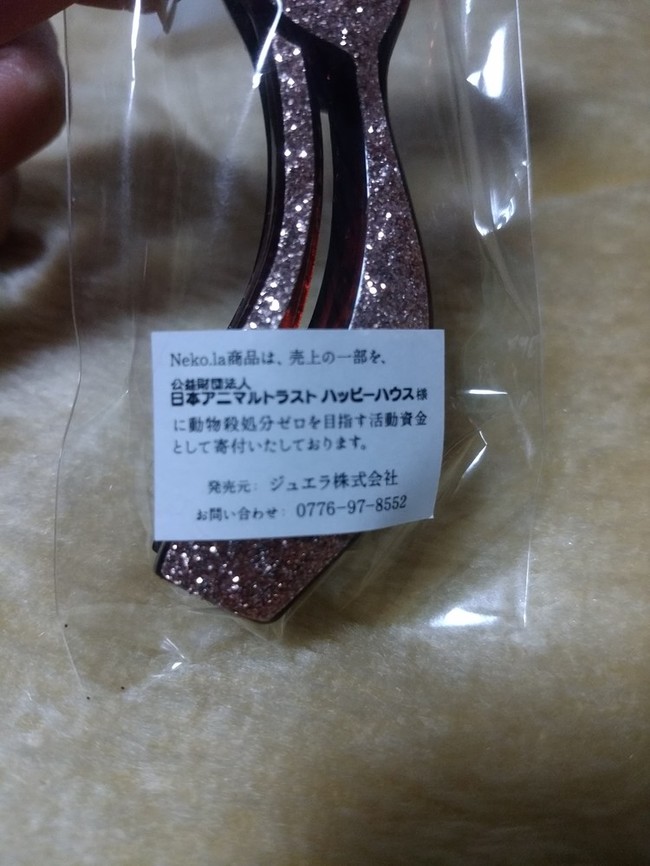 Neko.la商品は、売上の一部を、
公益財団法人
日本アニマルトラスト ハッピーハウス様
に動物殺処分ゼロを目指す活動資金
として寄付いたしております。
発売元：ジュエラ株式会社
お問い合わせ：0776-97-8552